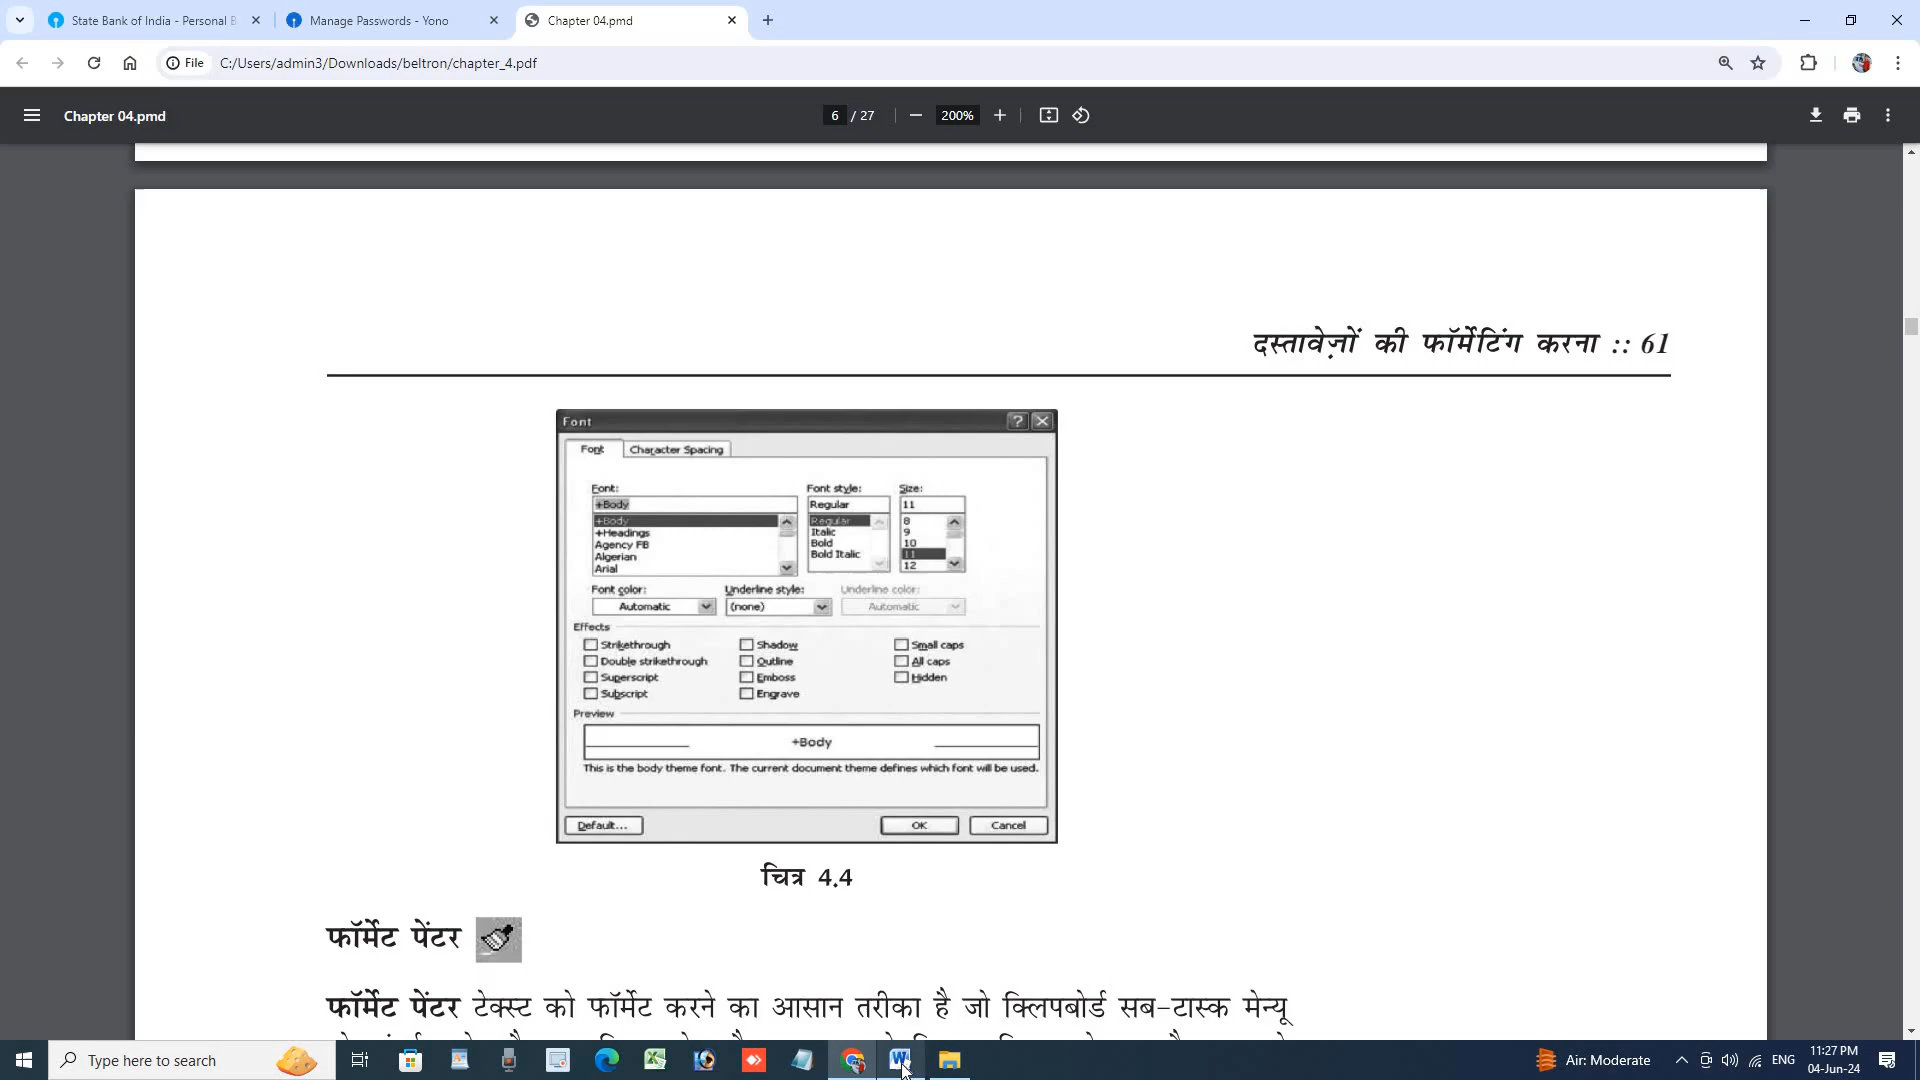 State Bank of India - Personal B
Manage Passwords - Yono
Chapter 04.pmd
File
C:/Users/admin3/Downloads/beltron/chapter_4.pdf
Chapter 04.pmd
6 / 27
200%
दस्तावेज़ों की फॉर्मेटिंग करना :: 61
Font
Font
Character Spacing
Font:
Font style:
Size:
+Body
Regular
11
+Body
Regular
8
+Headings
Italic
9
Agency FB
Bold
10
Algerian
Bold Italic
11
Arial
12
Font color:
Underline style:
Underline color:
Automatic
(none)
Automatic
Effects
Strikethrough
Shadow
Small caps
Double strikethrough
Outline
All caps
Superscript
Emboss
Hidden
Subscript
Engrave
Preview
+Body
This is the body theme font. The current document theme defines which font will be used.
Default...
OK
Cancel
चित्र 4.4
फॉर्मेट पेंटर
फॉर्मेट पेंटर टेक्स्ट को फॉर्मेट करने का आसान तरीका है जो क्लिपबोर्ड सब-टास्क मेन्यू
Type here to search
Air: Moderate
ENG
11:27 PM
04-Jun-24